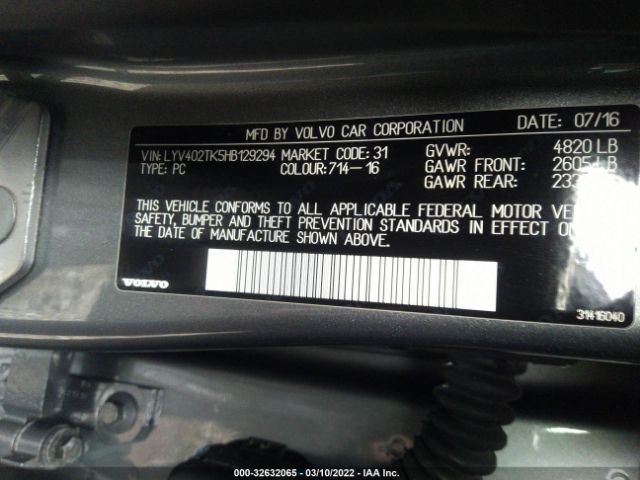 MFD BY VOLVO CAR CORPORATION DATE: 07/16
VIN: LYV402TK5HB129294 MARKET CODE: 31 GVWR: 4820 LB
TYPE: PC COLOUR: 714-16 GAWR FRONT: 2605 LB
GAWR REAR:
THIS VEHICLE CONFORMS TO ALL APPLICABLE FEDERAL MOTOR
SAFETY, BUMPER AND THEFT PREVENTION STANDARDS IN EFFECT
THE DATE OF MANUFACTURE SHOWN ABOVE.
VOLVO
31416040
000-32632065 - 03/10/2022 - IAA Inc.